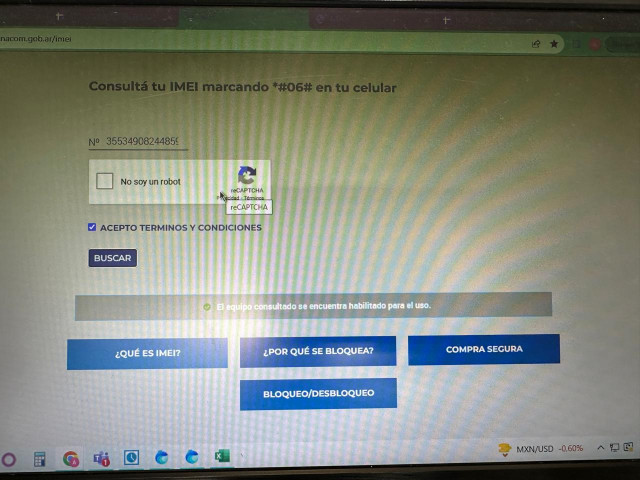 nacom.gob.ar/imei
Consultá tu IMEI marcando *#06# en tu celular
Nº 35534908244859
No soy un robot
reCAPTCHA
Términos
reCAPTCHA
ACEPTO TERMINOS Y CONDICIONES
BUSCAR
El equipo consultado se encuentra habilitado para el uso.
¿QUÉ ES IMEI?
¿POR QUÉ SE BLOQUEA?
COMPRA SEGURA
BLOQUEO/DESBLOQUEO
MXN/USD -0.60%